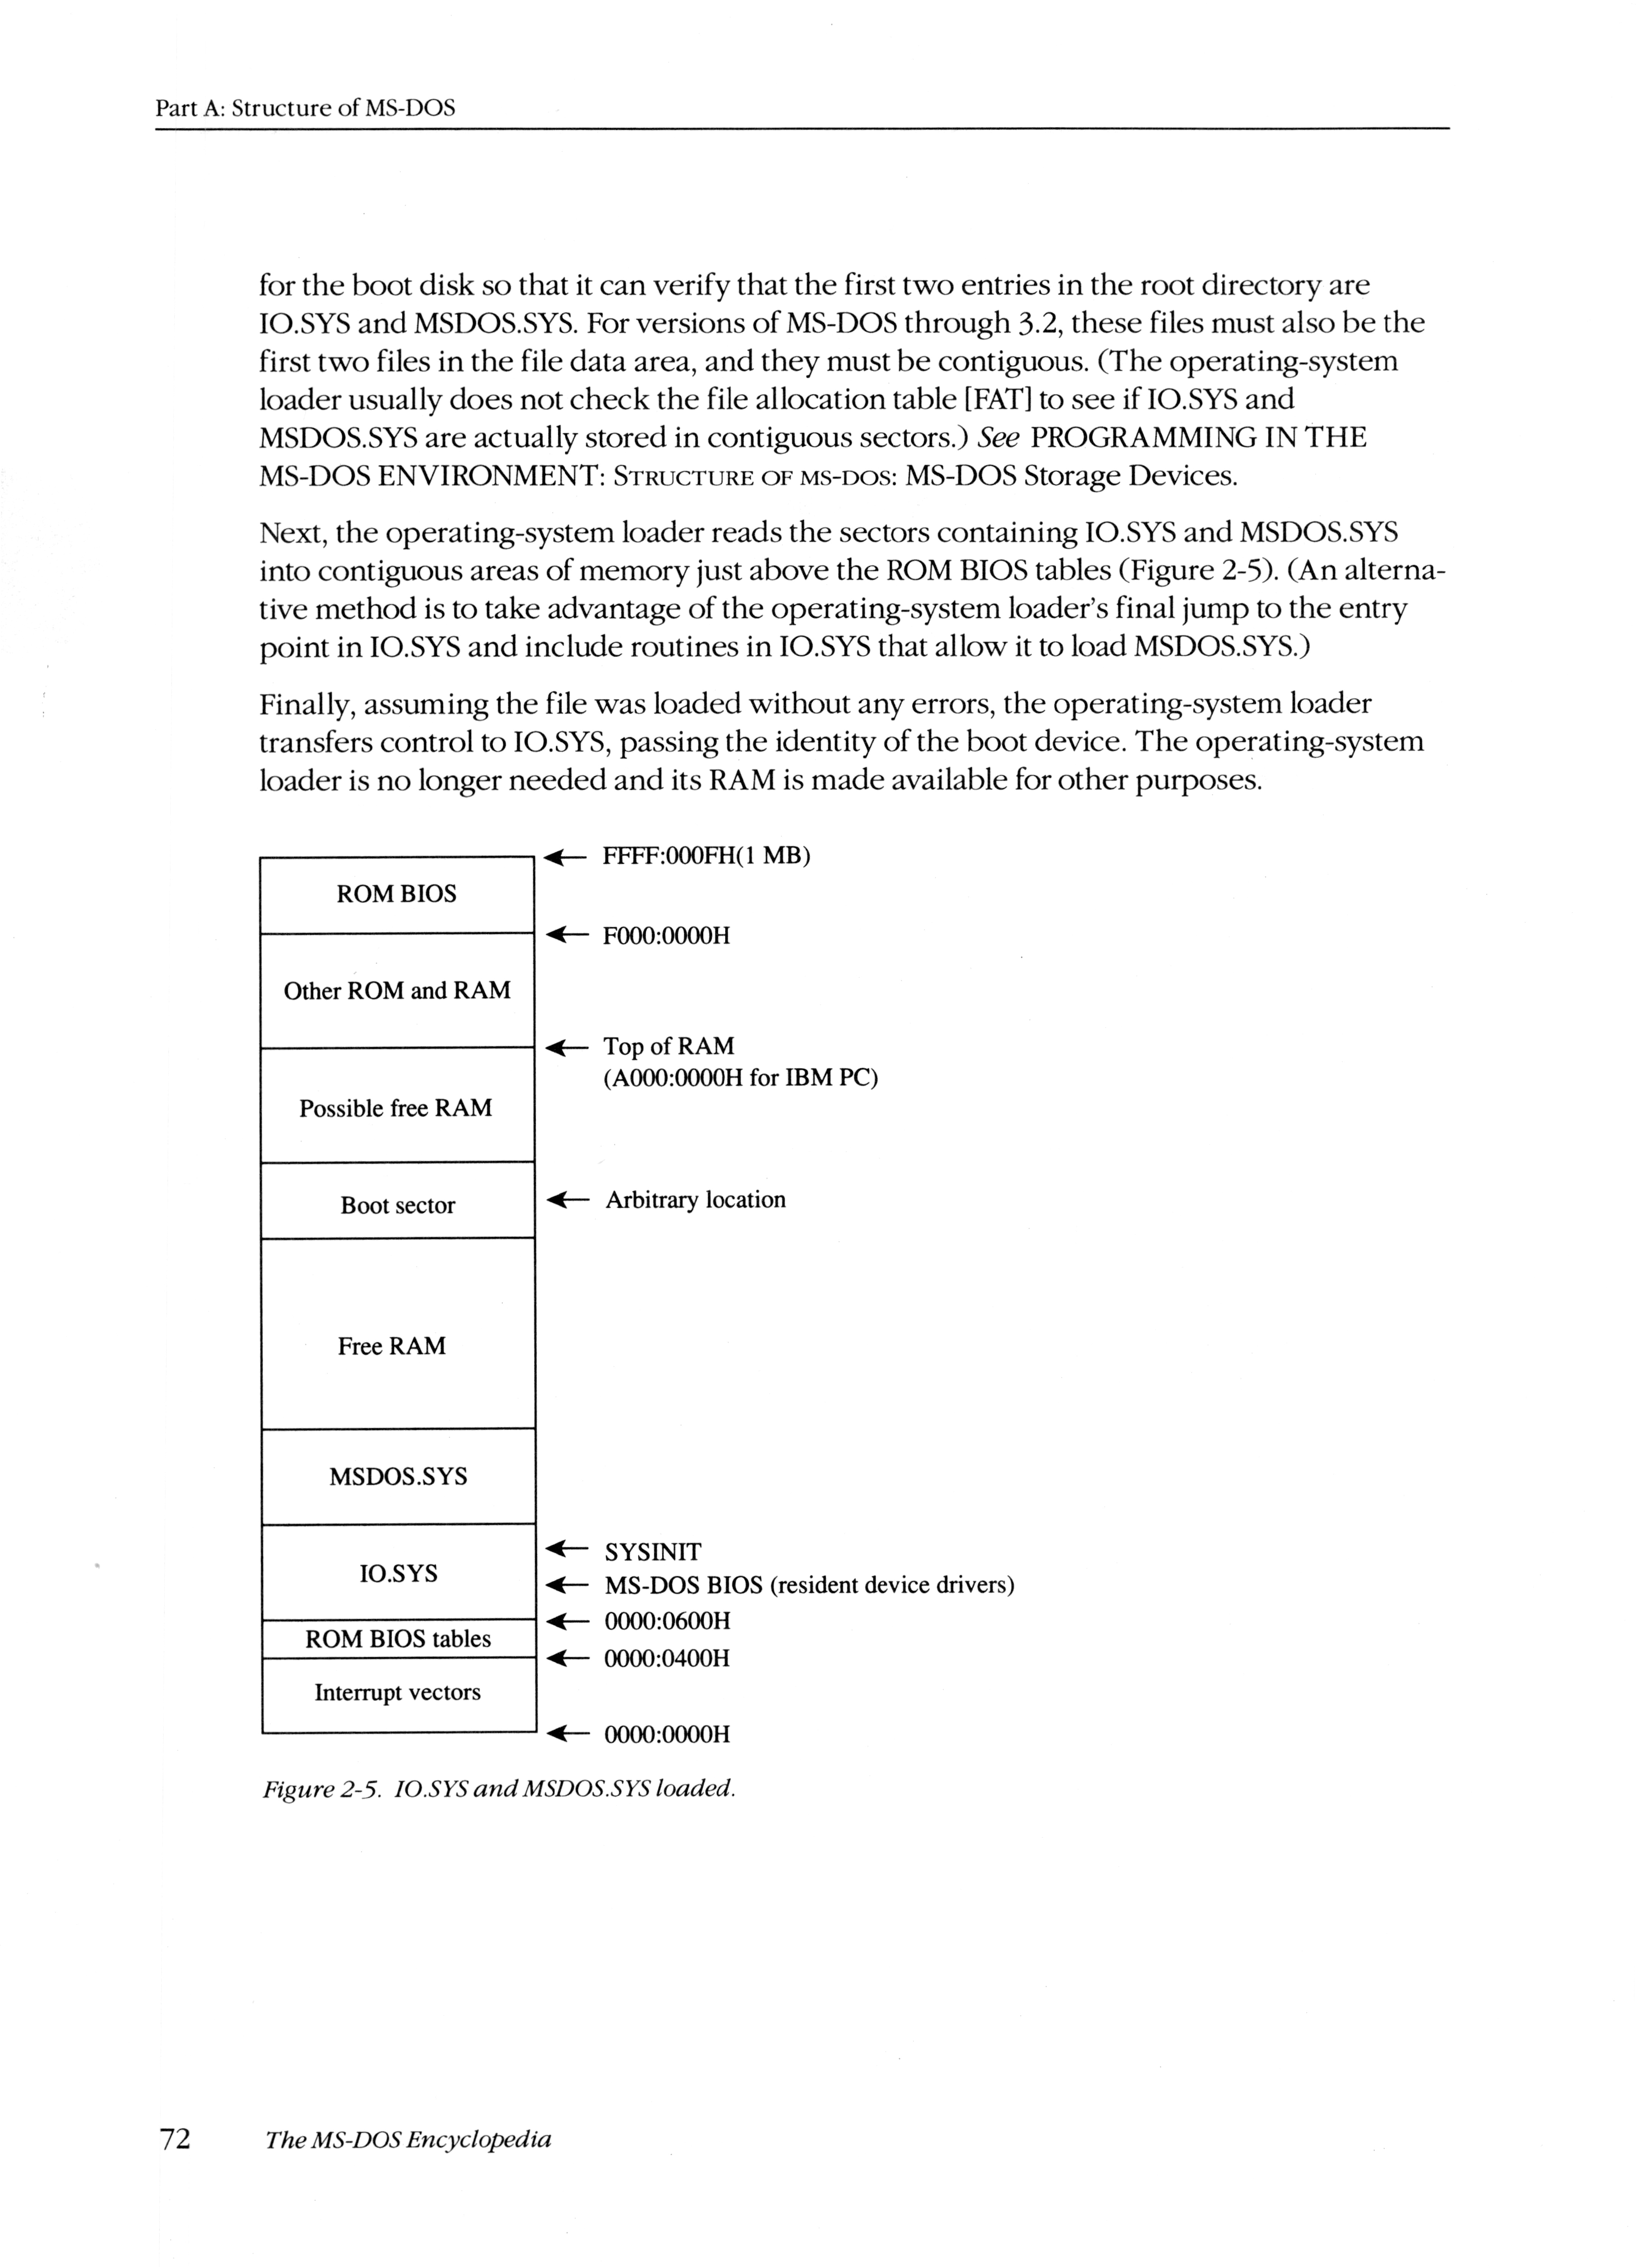 Part A: Structure of MS-DOS
for the boot disk so that it can verify that the first two entries in the root directory are
IO.SYS and MSDOS.SYS. For versions of MS-DOS through 3.2, these files must also be the
first two files in the file data area, and they must be contiguous. (The operating-system
loader usually does not check the file allocation table [FAT] to see if IO.SYS and
MSDOS.SYS are actually stored in contiguous sectors.) See PROGRAMMING IN THE
MS-DOS ENVIRONMENT: STRUCTURE OF MS-DOS: MS-DOS Storage Devices.
Next, the operating-system loader reads the sectors containing IO.SYS and MSDOS.SYS
into contiguous areas of memory just above the ROM BIOS tables (Figure 2-5). (An alterna-
tive method is to take advantage of the operating-system loader's final jump to the entry
point in IO.SYS and include routines in IO.SYS that allow it to load MSDOS.SYS.)
Finally, assuming the file was loaded without any errors, the operating-system loader
transfers control to IO.SYS, passing the identity of the boot device. The operating-system
loader is no longer needed and its RAM is made available for other purposes.
FFFF:000FH(1 MB)
ROM BIOS
F000:0000H
Other ROM and RAM
Top of RAM
(A000:0000H for IBM PC)
Possible free RAM
Boot sector
Arbitrary location
Free RAM
MSDOS.SYS
SYSINIT
IO.SYS
MS-DOS BIOS (resident device drivers)
0000:0600H
ROM BIOS tables
0000:0400H
Interrupt vectors
0000:0000H
Figure 2-5. IO.SYS and MSDOS.SYS loaded.
72 The MS-DOS Encyclopedia